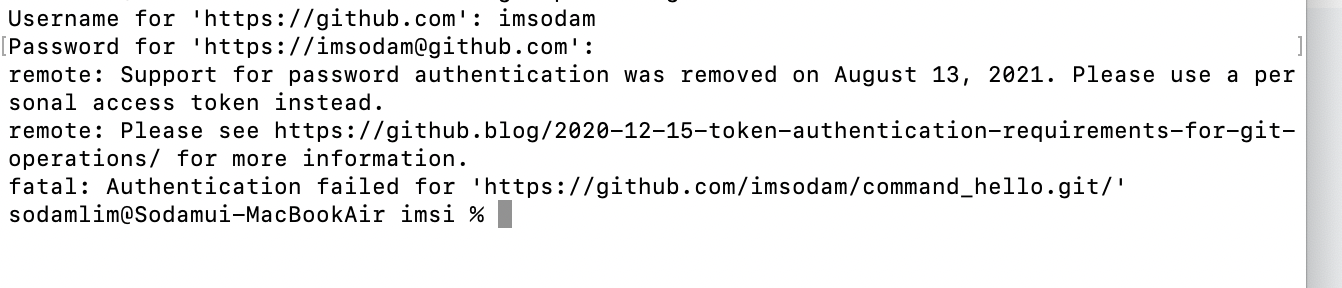 Username for 'https://github.com': imsodam
[Password for 'https://imsodam@github.com': ]
remote: Support for password authentication was removed on August 13, 2021. Please use a per
sonal access token instead.
remote: Please see https://github.blog/2020-12-15-token-authentication-requirements-for-git-
operations/ for more information.
fatal: Authentication failed for 'https://github.com/imsodam/command_hello.git/'
sodamlim@Sodamui-MacBookAir imsi %